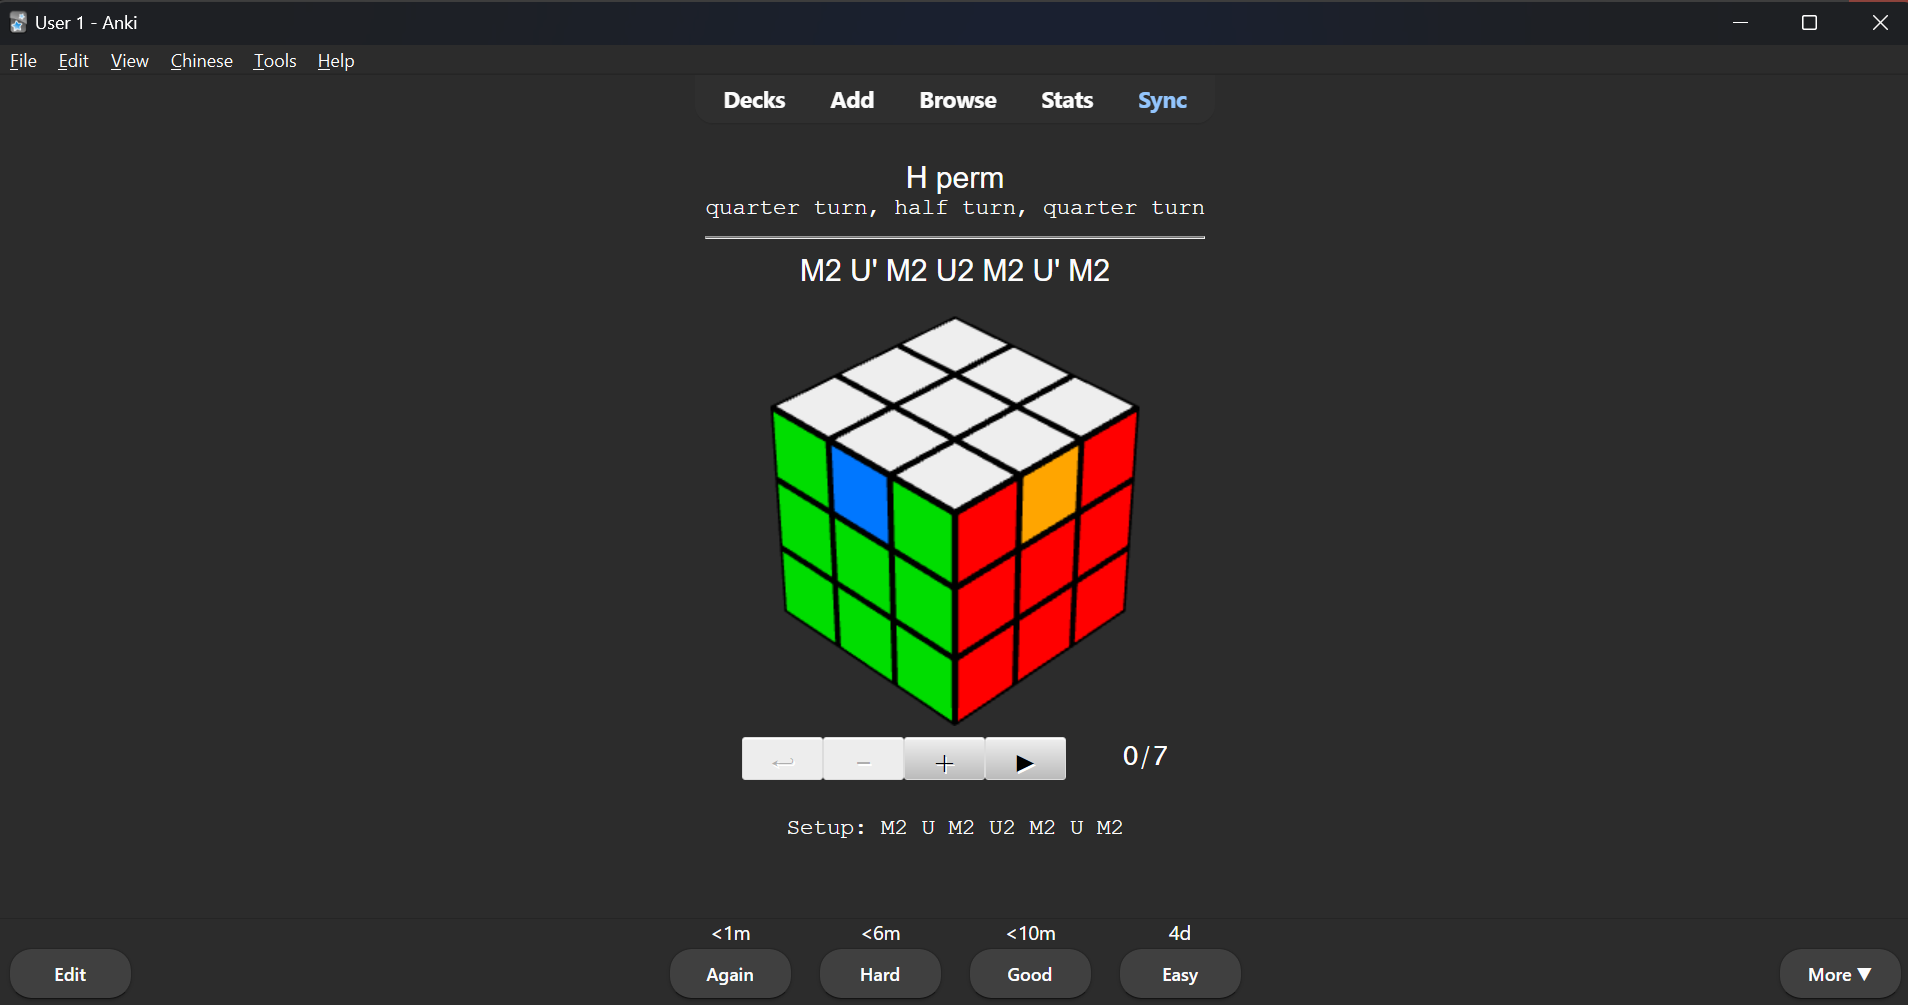 User 1 - Anki
File Edit View Chinese Tools Help
Decks Add Browse Stats Sync
H perm
quarter turn, half turn, quarter turn
M2 U' M2 U2 M2 U' M2
0/7
Setup: M2 U M2 U2 M2 U M2
<1m <6m <10m 4d
Edit Again Hard Good Easy More ▼